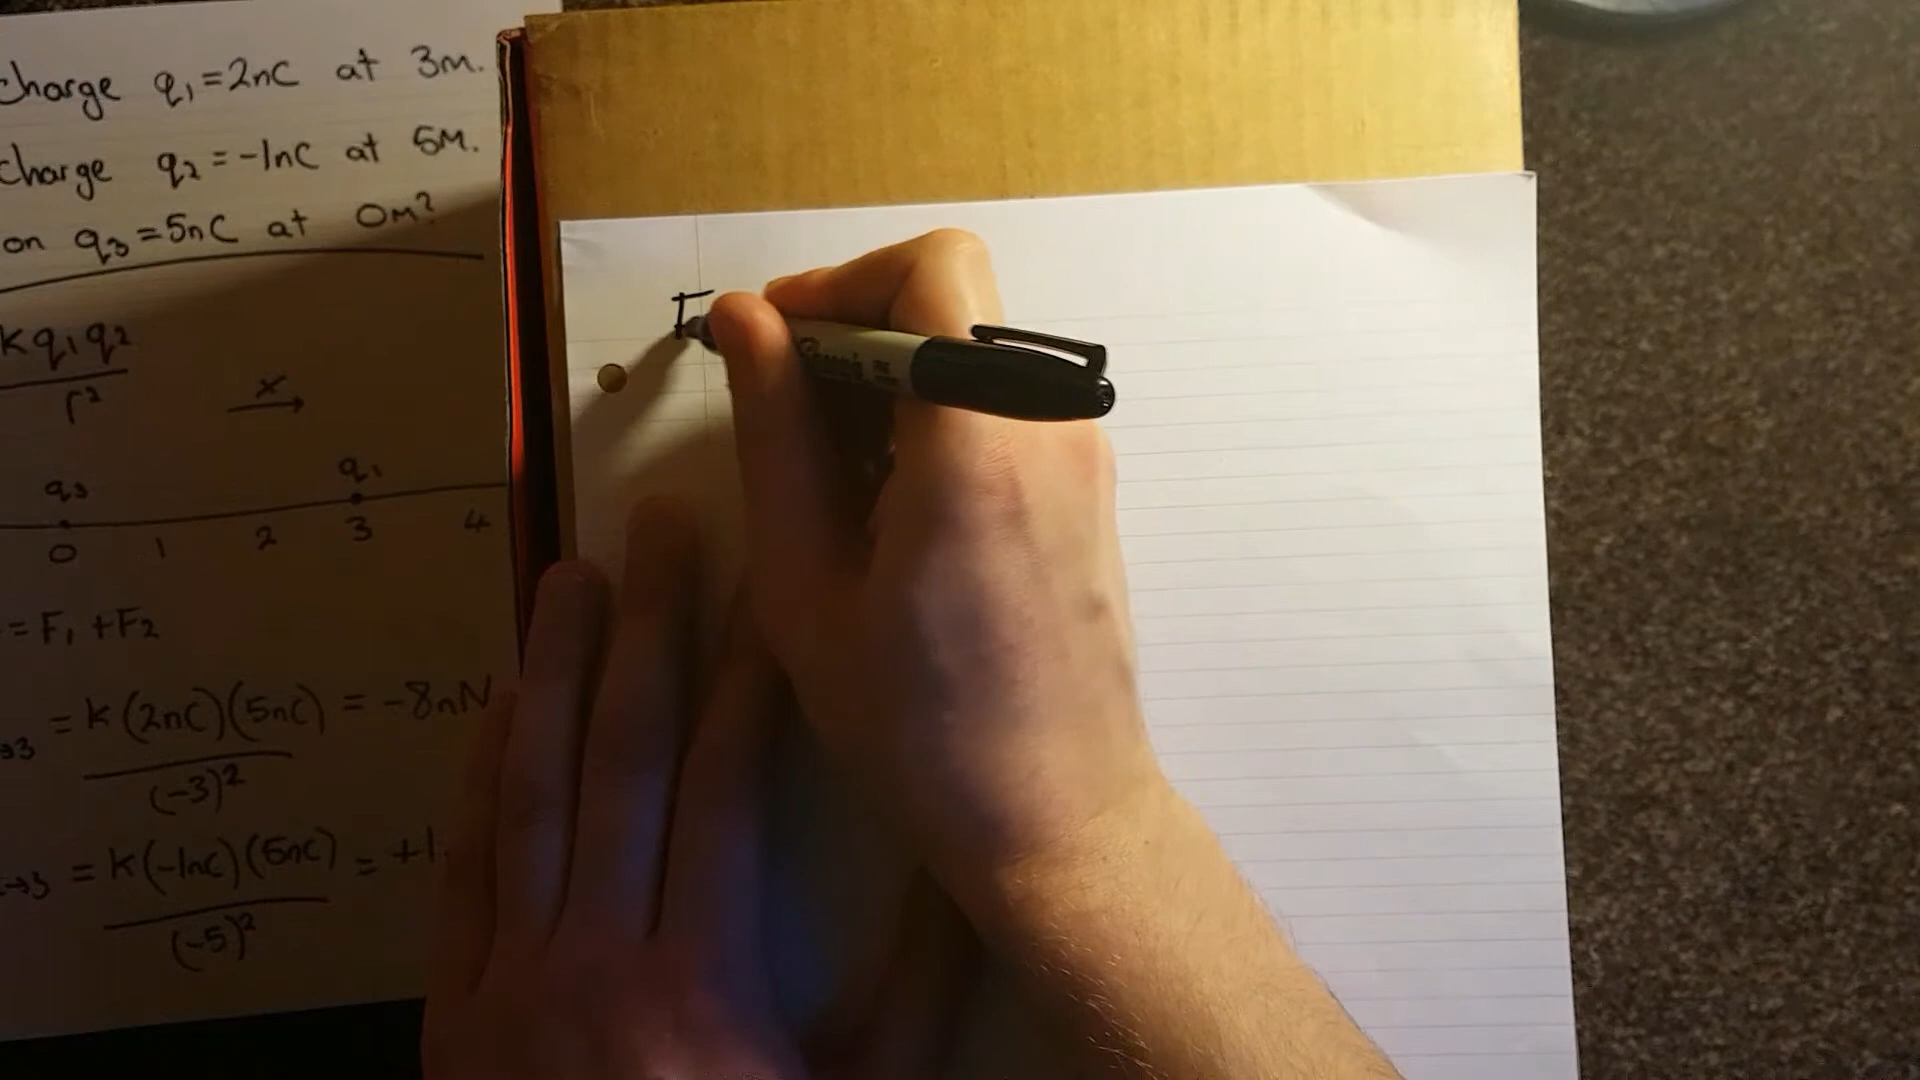 Charge q₁ = 2nC at 3m.
Charge q₂ = -1nC at 5m.
on q₃ = 5nC at 0m?
kq₁q₂
r²
x
q₃ q₁
0 1 2 3 4
= F₁ + F₂
→3 = k(2nC)(5nC) = -8nN
(-3)²
→3 = k(-1nC)(5nC) = +1.
(-5)²
F